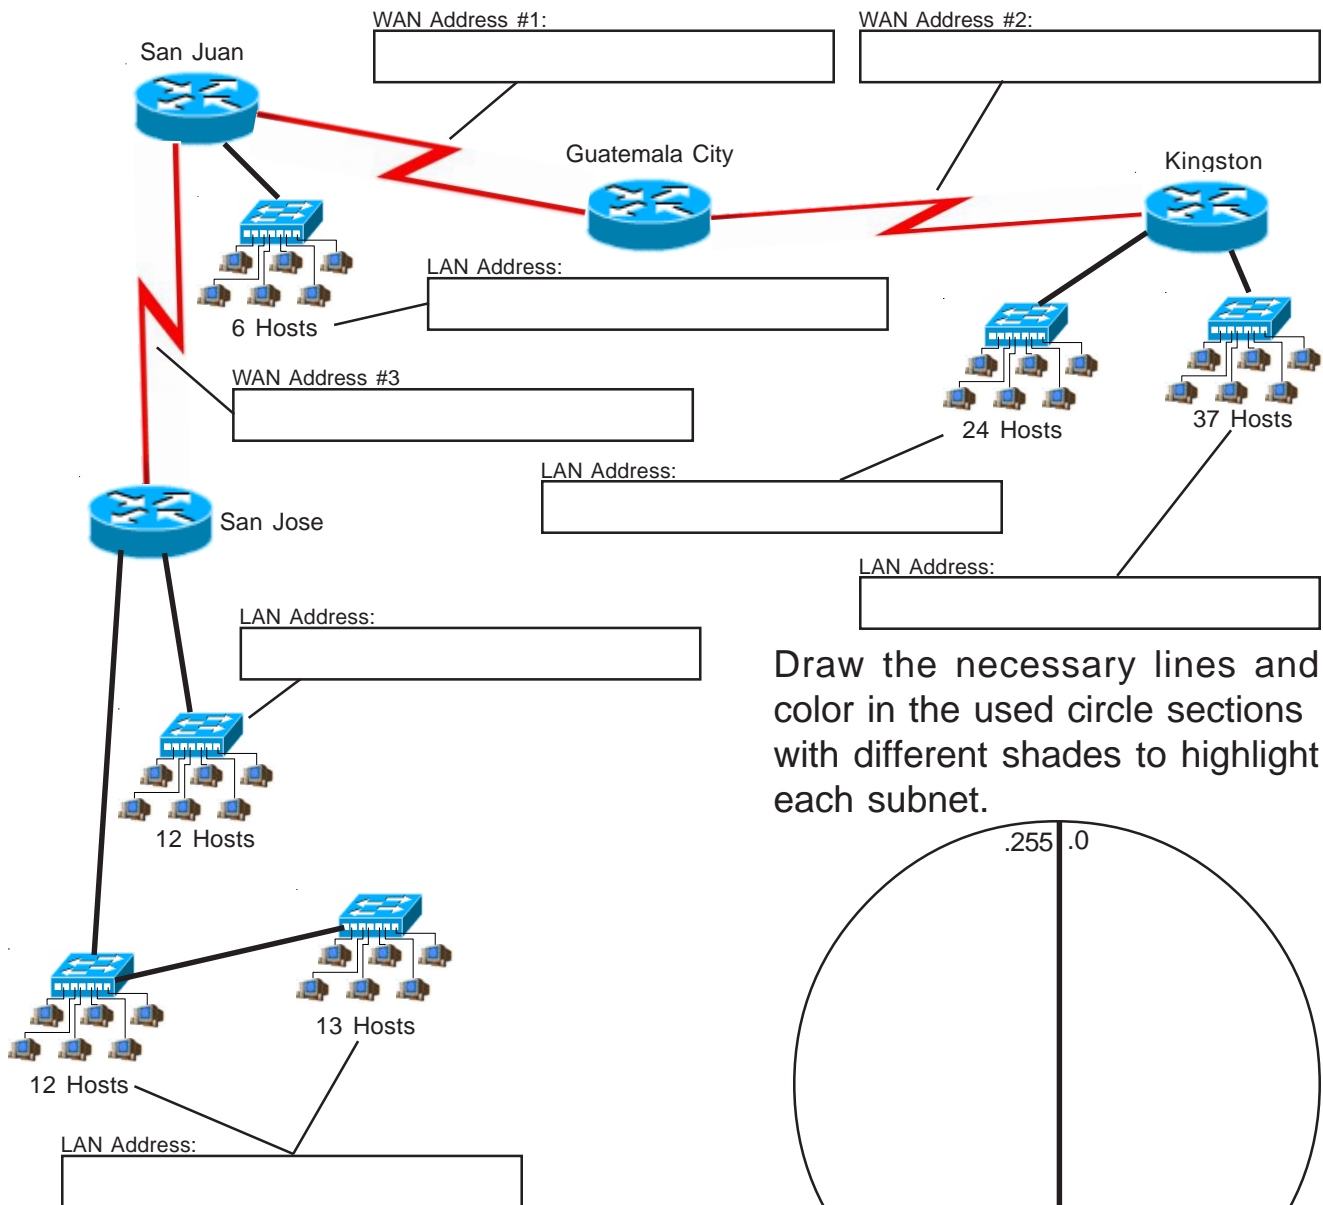 WAN Address #1:
WAN Address #2:
San Juan
Guatemala City
Kingston
LAN Address:
6 Hosts
WAN Address #3
24 Hosts
37 Hosts
LAN Address:
San Jose
LAN Address:
LAN Address:
Draw the necessary lines and
color in the used circle sections
with different shades to highlight
each subnet.
12 Hosts
.255
.0
13 Hosts
12 Hosts
LAN Address: